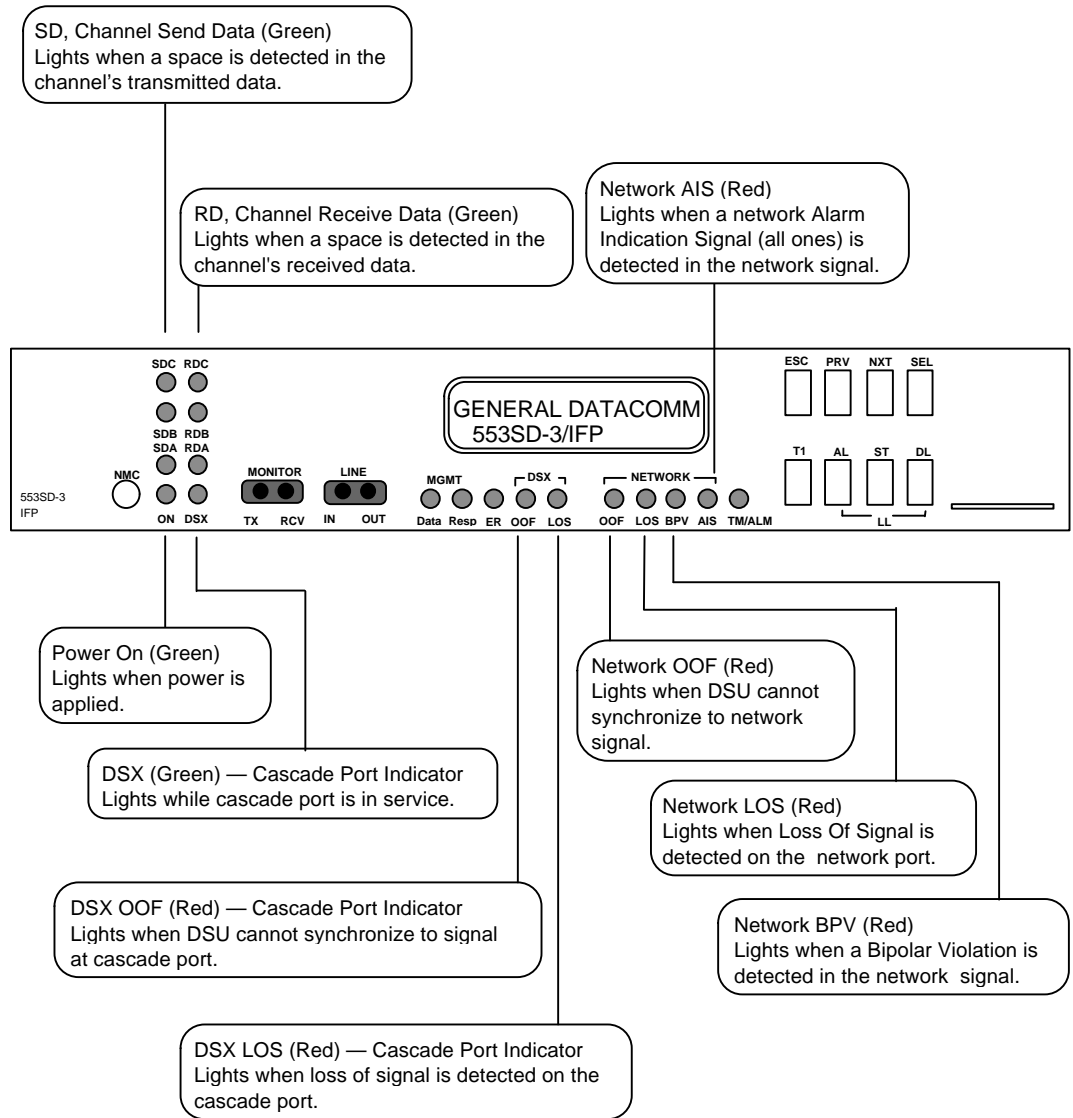 SD, Channel Send Data (Green)
Lights when a space is detected in the
channel’s transmitted data.
RD, Channel Receive Data (Green)
Lights when a space is detected in the
channel's received data.
Network AIS (Red)
Lights when a network Alarm
Indication Signal (all ones) is
detected in the network signal.
SDC RDC
SDB RDB
SDA RDA
NMC
553SD-3
IFP
ON DSX
MONITOR
TX RCV
LINE
IN OUT
GENERAL DATACOMM
553SD-3/IFP
MGMT
DSX
NETWORK
Data Resp ER OOF LOS
OOF LOS BPV AIS TM/ALM
ESC PRV NXT SEL
T1 AL ST DL
LL
Power On (Green)
Lights when power is
applied.
DSX (Green) — Cascade Port Indicator
Lights while cascade port is in service.
DSX OOF (Red) — Cascade Port Indicator
Lights when DSU cannot synchronize to signal
at cascade port.
DSX LOS (Red) — Cascade Port Indicator
Lights when loss of signal is detected on the
cascade port.
Network OOF (Red)
Lights when DSU cannot
synchronize to network
signal.
Network LOS (Red)
Lights when Loss Of Signal is
detected on the network port.
Network BPV (Red)
Lights when a Bipolar Violation is
detected in the network signal.